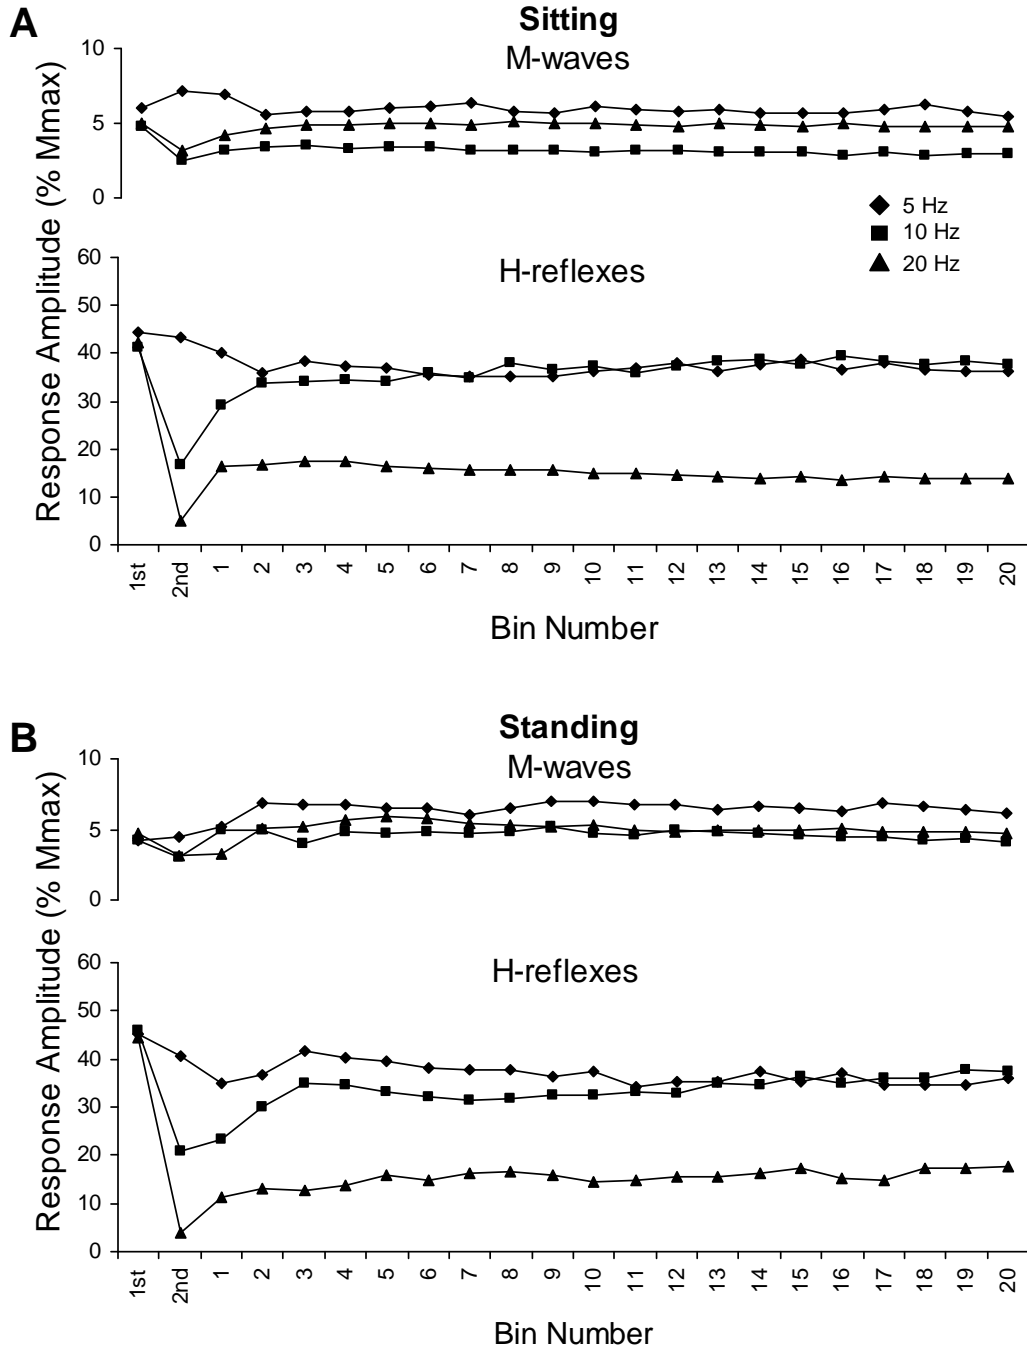 A
Sitting
M-waves
10
5
0
Response Amplitude (% Mmax)
5 Hz
10 Hz
20 Hz
H-reflexes
60
50
40
30
20
10
0
1st 2nd 1 2 3 4 5 6 7 8 9 10 11 12 13 14 15 16 17 18 19 20
Bin Number
B
Standing
M-waves
10
5
0
Response Amplitude (% Mmax)
H-reflexes
60
50
40
30
20
10
0
1st 2nd 1 2 3 4 5 6 7 8 9 10 11 12 13 14 15 16 17 18 19 20
Bin Number